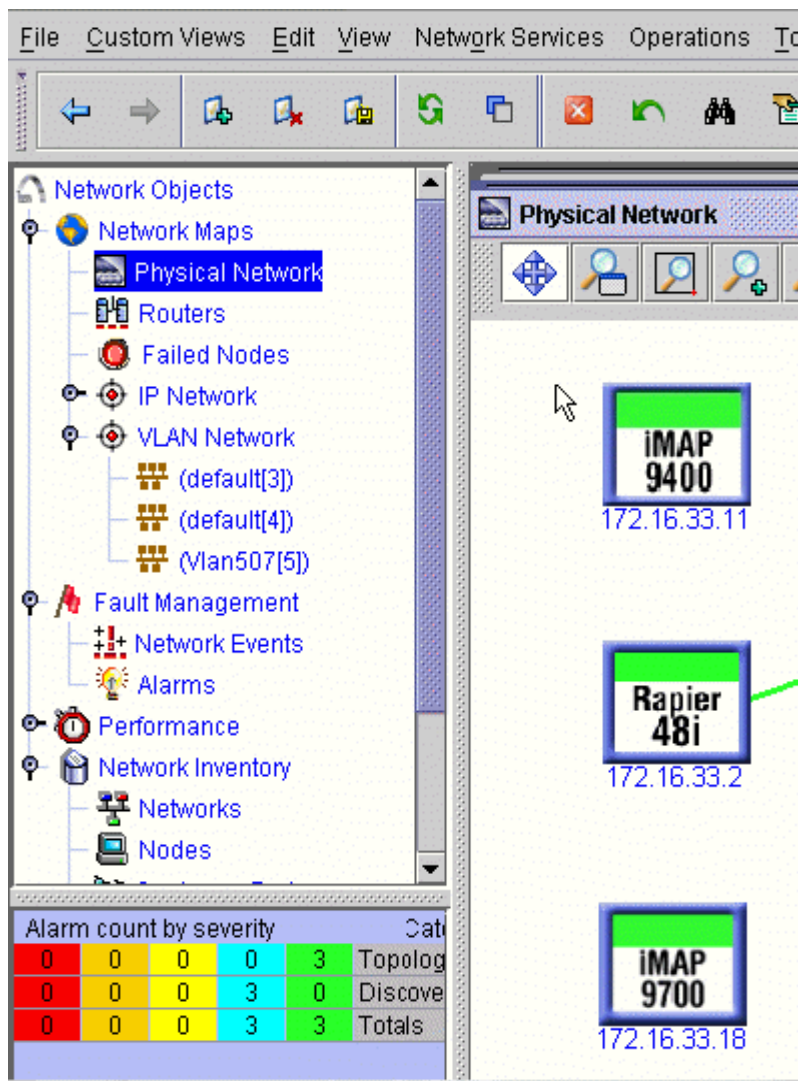 File Custom Views Edit View Network Services Operations
Network Objects
Network Maps
Physical Network
Routers
Failed Nodes
IP Network
VLAN Network
(default[3])
(default[4])
(Vlan507[5])
Fault Management
Network Events
Alarms
Performance
Network Inventory
Networks
Nodes
Alarm count by severity
0 0 0 0 3 Topolog
0 0 0 3 0 Discove
0 0 0 3 3 Totals
Physical Network
iMAP
9400
172.16.33.11
Rapier
48i
172.16.33.2
iMAP
9700
172.16.33.18